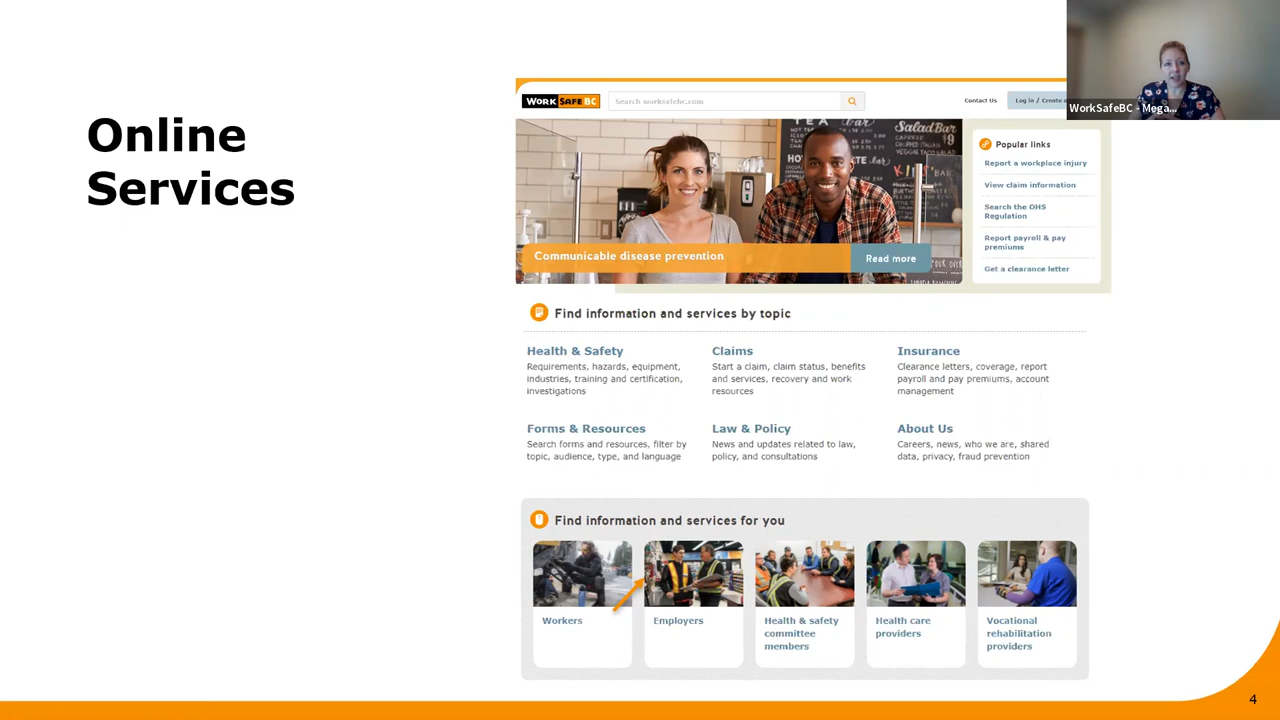 Online
Services
WORK SAFE BC
Search worksafebc.com
Contact Us
Log in / Create
WorkSafeBC - Mega...
TEA bar
Salad Bar
19
Communicable disease prevention
Read more
Popular links
Report a workplace injury
View claim information
Search the OHS
Regulation
Report payroll & pay
premiums
Get a clearance letter
Find information and services by topic
Health & Safety
Requirements, hazards, equipment,
industries, training and certification,
investigations
Claims
Start a claim, claim status, benefits
and services, recovery and work
resources
Insurance
Clearance letters, coverage, report
payroll and pay premiums, account
management
Forms & Resources
Search forms and resources, filter by
topic, audience, type, and language
Law & Policy
News and updates related to law,
policy, and consultations
About Us
Careers, news, who we are, shared
data, privacy, fraud prevention
Find information and services for you
Workers
Employers
Health & safety
committee
members
Health care
providers
Vocational
rehabilitation
providers
4